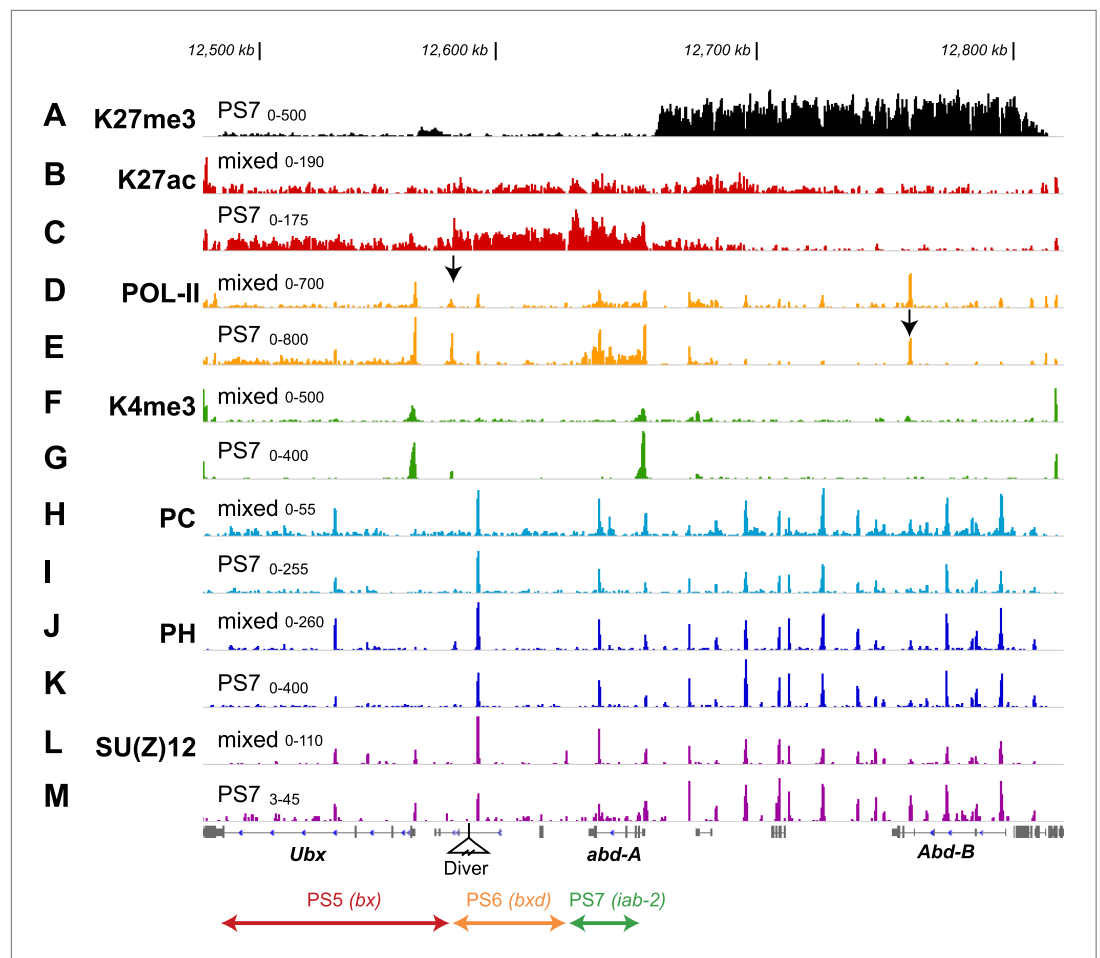 12,500 kb 12,600 kb 12,700 kb 12,800 kb
A K27me3 PS7 0-500
B K27ac mixed 0-190
C PS7 0-175
D POL-II mixed 0-700
E PS7 0-800
F K4me3 mixed 0-500
G PS7 0-400
H PC mixed 0-55
I PS7 0-255
J PH mixed 0-260
K PS7 0-400
L SU(Z)12 mixed 0-110
M PS7 3-45
Ubx abd-A Abd-B
Diver
PS5 (bx) PS6 (bxd) PS7 (iab-2)